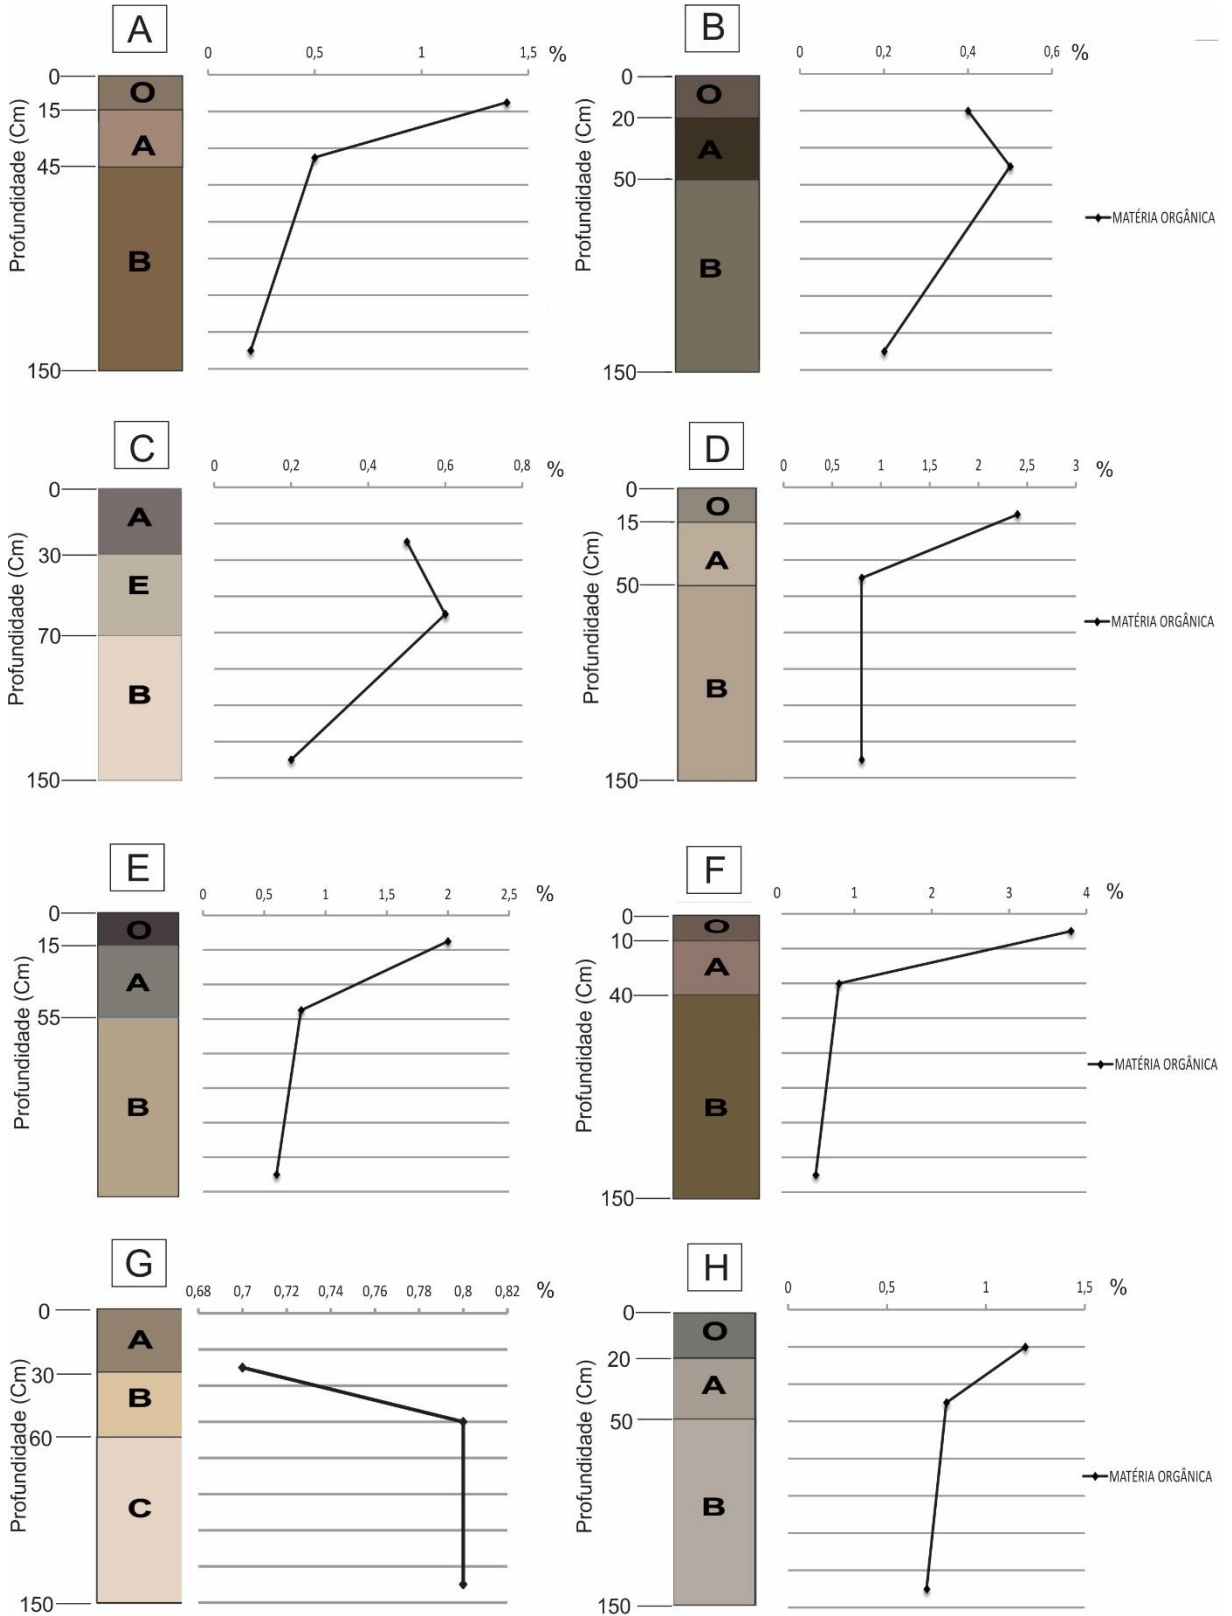 A
0 0,5 1 1,5 %
Profundidade (Cm)
0
15
45
150
O
A
B
B
0 0,2 0,4 0,6 %
Profundidade (Cm)
0
20
50
150
O
A
B
MATÉRIA ORGÂNICA
C
0 0,2 0,4 0,6 0,8 %
Profundidade (Cm)
0
30
70
150
A
E
B
D
0 0,5 1 1,5 2 2,5 3 %
Profundidade (Cm)
0
15
50
150
O
A
B
MATÉRIA ORGÂNICA
E
0 0,5 1 1,5 2 2,5 %
Profundidade (Cm)
0
15
55
O
A
B
F
0 1 2 3 4 %
Profundidade (Cm)
0
10
40
150
O
A
B
MATÉRIA ORGÂNICA
G
0,68 0,7 0,72 0,74 0,76 0,78 0,8 0,82 %
Profundidade (Cm)
0
30
60
150
A
B
C
H
0 0,5 1 1,5 %
Profundidade (Cm)
0
20
50
150
O
A
B
MATÉRIA ORGÂNICA